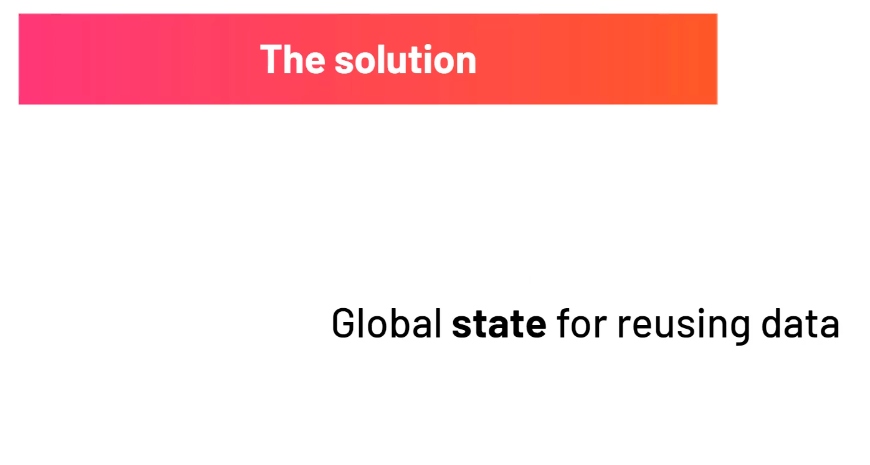 The solution
Global state for reusing data